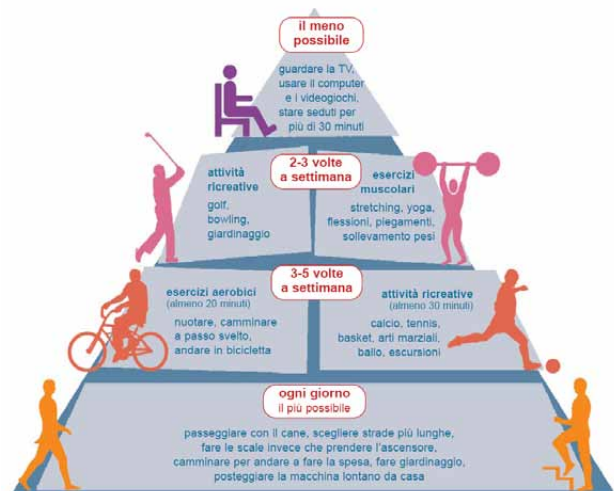 il meno
possibile
guardare la TV,
usare il computer
e i videogiochi,
stare seduti per
più di 30 minuti
2-3 volte
a settimana
attività
ricreative
golf,
bowling,
giardinaggio
esercizi
muscolari
stretching, yoga,
flessioni, piegamenti,
sollevamento pesi
3-5 volte
a settimana
esercizi aerobici
(almeno 20 minuti)
nuotare, camminare
a passo svelto,
andare in bicicletta
attività ricreative
(almeno 30 minuti)
calcio, tennis,
basket, arti marziali,
ballo, escursioni
ogni giorno
il più possibile
passeggiare con il cane, scegliere strade più lunghe,
fare le scale invece che prendere l'ascensore,
camminare per andare a fare la spesa, fare giardinaggio,
posteggiare la macchina lontano da casa